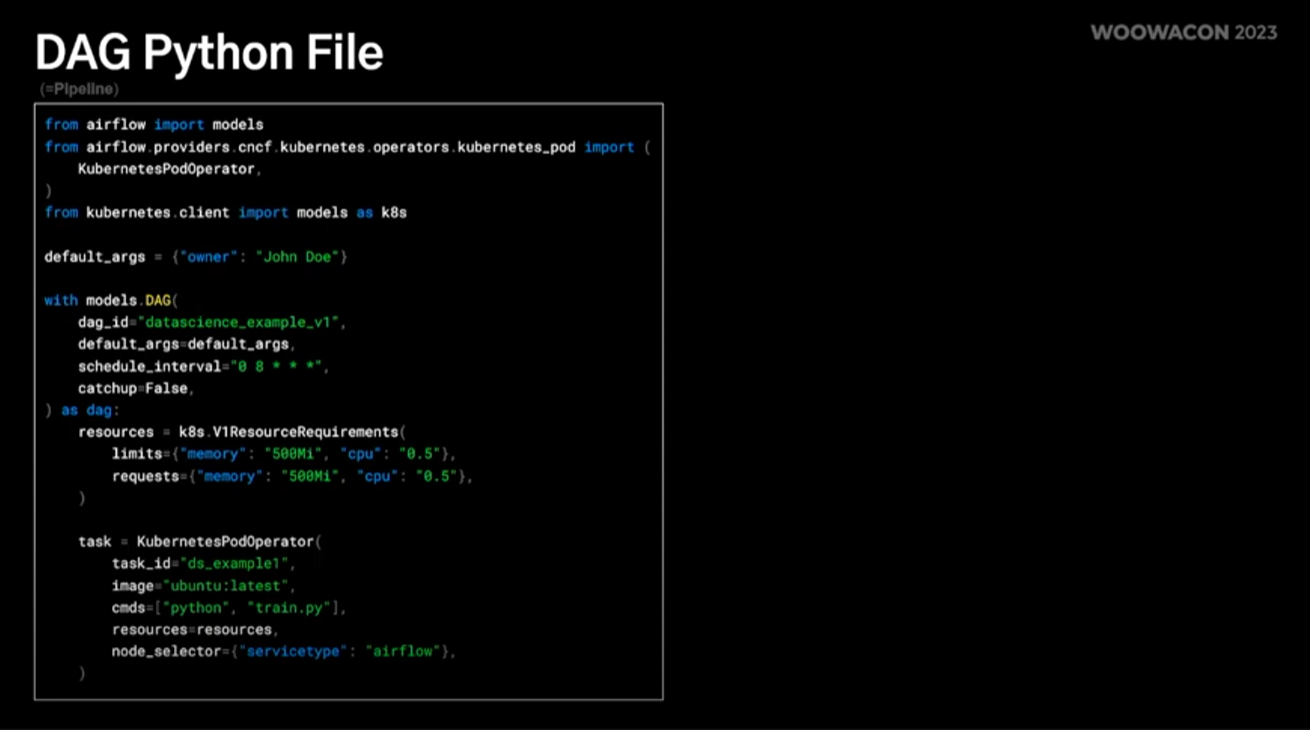 DAG Python File
WOOWACON 2023
(=Pipeline)
from airflow import models
from airflow.providers.cncf.kubernetes.operators.kubernetes_pod import (
    KubernetesPodOperator,
)
from kubernetes.client import models as k8s

default_args = {"owner": "John Doe"}

with models.DAG(
    dag_id="datascience_example_v1",
    default_args=default_args,
    schedule_interval="0 8 * * *",
    catchup=False,
) as dag:
    resources = k8s.V1ResourceRequirements(
        limits={"memory": "500Mi", "cpu": "0.5"},
        requests={"memory": "500Mi", "cpu": "0.5"},
    )

    task = KubernetesPodOperator(
        task_id="ds_example1",
        image="ubuntu:latest",
        cmds=["python", "train.py"],
        resources=resources,
        node_selector={"servicetype": "airflow"},
    )